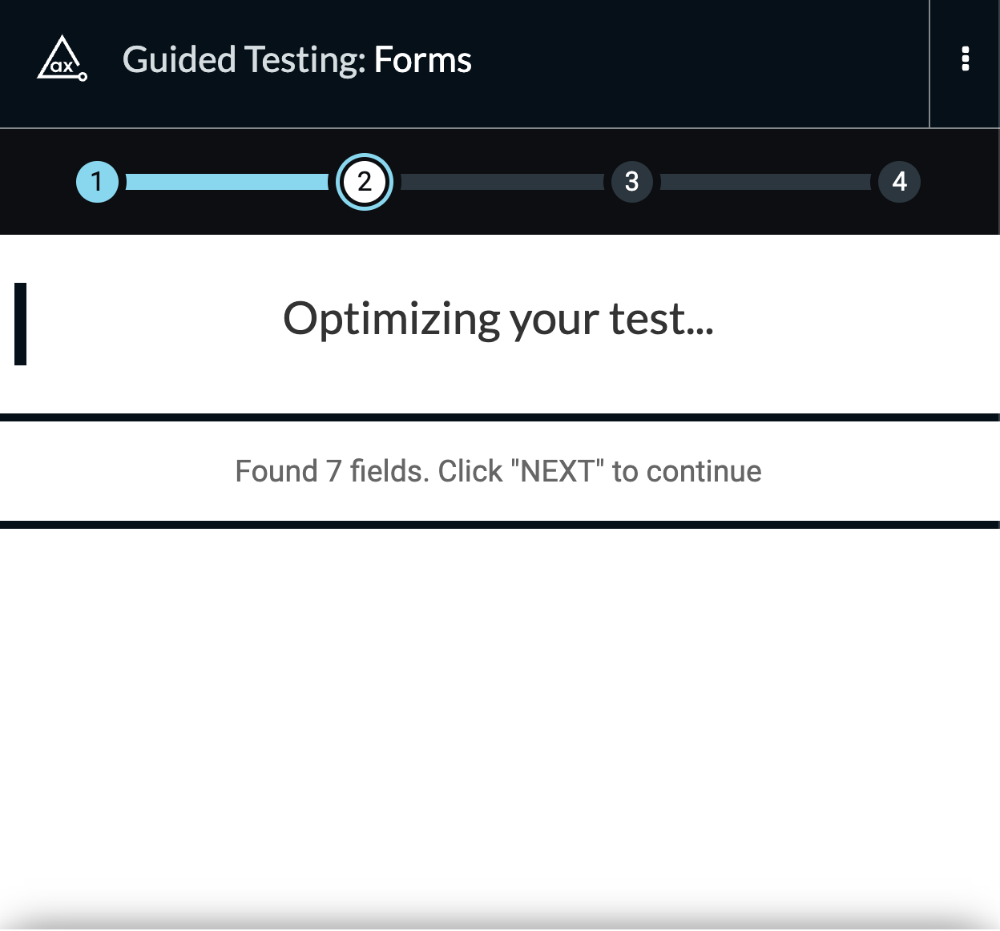 ax
Guided Testing: Forms
1 2 3 4
Optimizing your test...
Found 7 fields. Click "NEXT" to continue